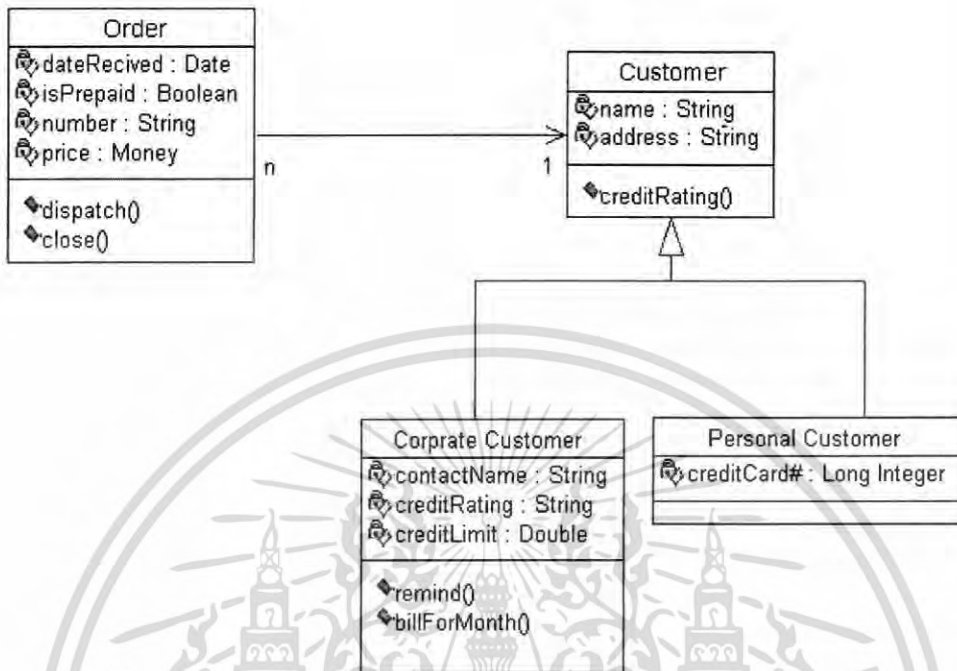 Order
dateRecived : Date
isPrepaid : Boolean
number : String
price : Money
dispatch()
close()
n
1
Customer
name : String
address : String
creditRating()
Corprate Customer
contactName : String
creditRating : String
creditLimit : Double
remind()
billForMonth()
Personal Customer
creditCard# : Long Integer